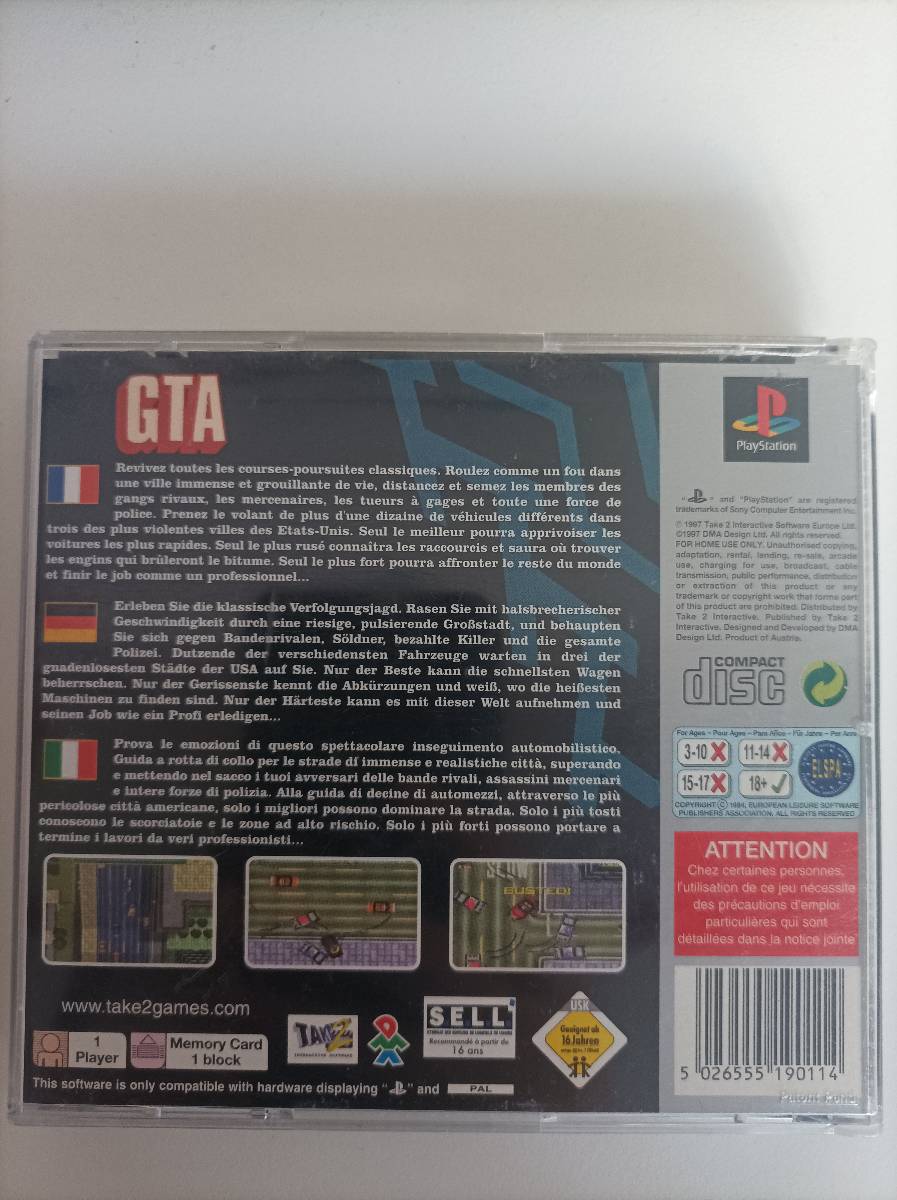 GTA
Revivez toutes les courses-poursuites classiques. Roulez comme un fou dans
une ville immense et grouillante de vie, distancez et semez les membres des
gangs rivaux, les mercenaires, les tueurs à gages et toute une force de
police. Prenez le volant de plus d'une dizaine de véhicules différents dans
trois des plus violentes villes des Etats-Unis. Seul le meilleur pourra apprivoiser les
voitures les plus rapides. Seul le plus rusé connaîtra les raccourcis et saura où trouver
les engins qui brûleront le bitume. Seul le plus fort pourra affronter le reste du monde
et finir le job comme un professionnel...
Erleben Sie die klassische Verfolgungsjagd. Rasen Sie mit halsbrecherischer
Geschwindigkeit durch eine riesige, pulsierende Großstadt, und behaupten
Sie sich gegen Bandenrivalen, Söldner, bezahlte Killer und die gesamte
Polizei. Dutzende der verschiedensten Fahrzeuge warten in drei der
gnadenlosesten Städte der USA auf Sie. Nur der Beste kann die schnellsten Wagen
beherrschen. Nur der Gerissenste kennt die Abkürzungen und weiß, wo die heißesten
Maschinen zu finden sind. Nur der Härteste kann es mit dieser Welt aufnehmen und
seinen Job wie ein Profi erledigen...
Prova le emozioni di questo spettacolare inseguimento automobilistico.
Guida a rotta di collo per le strade di immense e realistiche città, superando
e mettendo nel sacco i tuoi avversari delle bande rivali, assassini mercenari
e intere forze di polizia. Alla guida di decine di automezzi, attraverso le più
pericolose città americane, solo i migliori possono dominare la strada. Solo i più tosti
conoscono le scorciatoie e le zone ad alto rischio. Solo i più forti possono portare a
termine i lavori da veri professionisti...
BUSTED!
www.take2games.com
1
Player
Memory Card
1 block
TAKE 2
INTERACTIVE SOFTWARE
SELL
Recommandé à partir de
16 ans
USK
Geeignet ab
16 Jahren
This software is only compatible with hardware displaying " " and PAL
PlayStation
" " and "PlayStation" are registered
trademarks of Sony Computer Entertainment Inc.
© 1997 Take 2 Interactive Software Europe Ltd.
©1997 DMA Design Ltd. All rights reserved.
FOR HOME USE ONLY. Unauthorised copying,
adaptation, rental, lending, re-sale, arcade
use, charging for use, broadcast, cable
transmission, public performance, distribution
or extraction of this product or any
trademark or copyright work that forms part
of this product are prohibited. Distributed by
Take 2 Interactive. Published by Take 2
Interactive. Designed and Developed by DMA
Design Ltd. Product of Austria.
COMPACT
disc
For Ages - Pour Ages - Para Años - Für Jahre - Per Anni
3-10 11-14
15-17 18+
ELSPA
COPYRIGHT © 1994, EUROPEAN LEISURE SOFTWARE
PUBLISHERS ASSOCIATION, ALL RIGHTS RESERVED
ATTENTION
Chez certaines personnes,
l'utilisation de ce jeu nécessite
des précautions d'emploi
particulières qui sont
détaillées dans la notice jointe
5 026555 190114